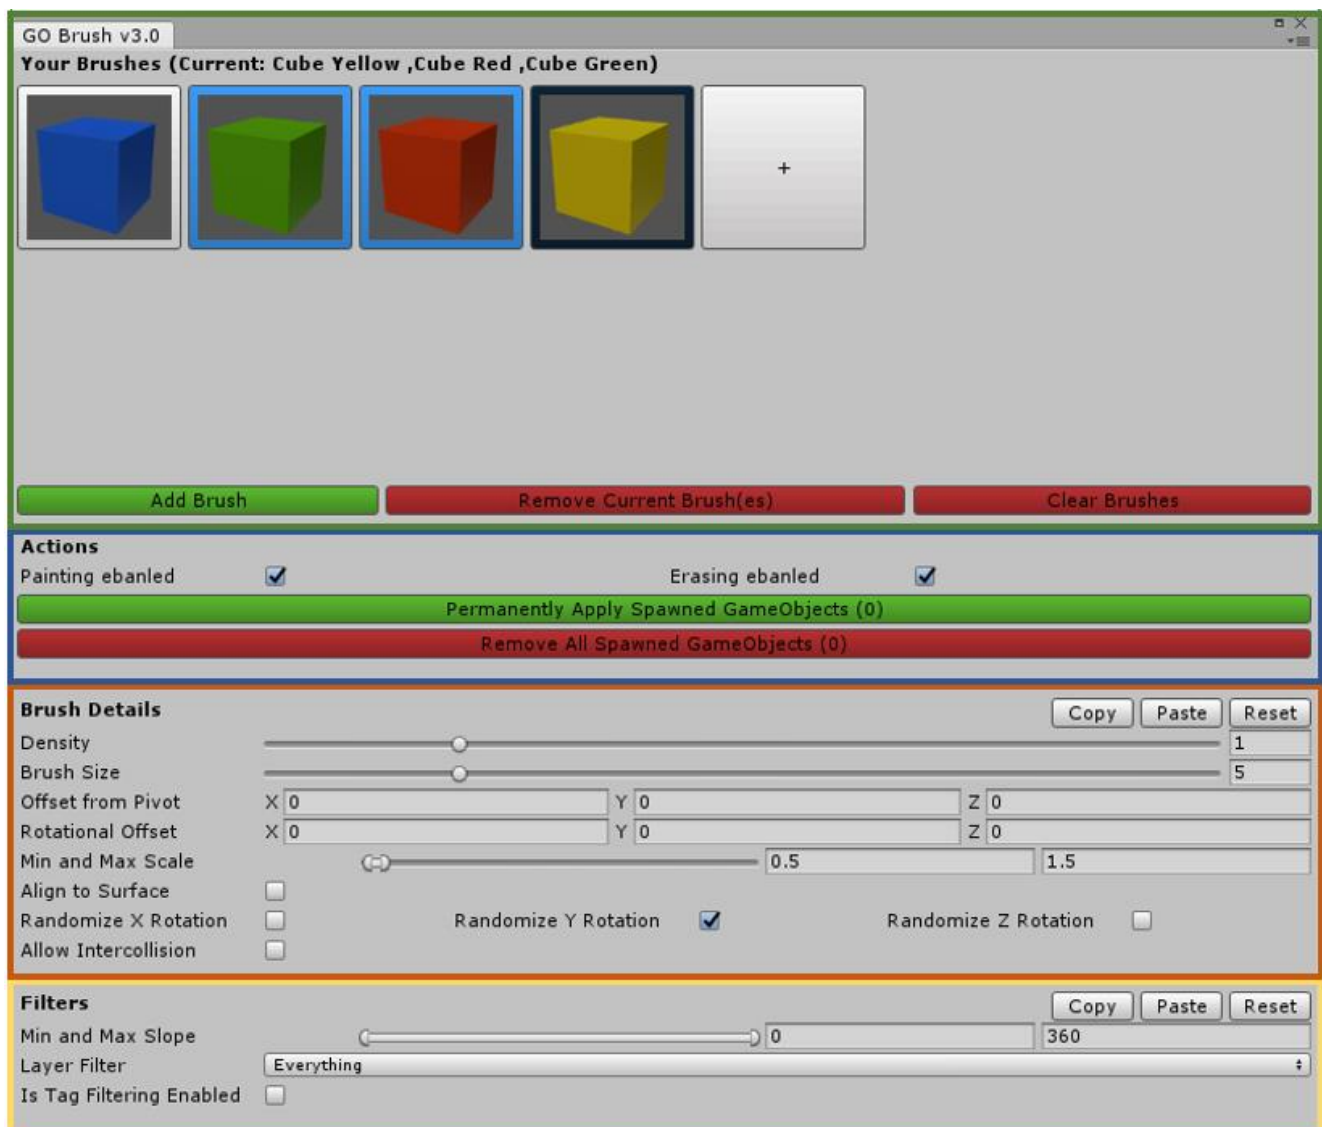 GO Brush v3.0
Your Brushes (Current: Cube Yellow ,Cube Red ,Cube Green)
+
Add Brush Remove Current Brush(es) Clear Brushes
Actions
Painting ebanled Erasing ebanled
Permanently Apply Spawned GameObjects (0)
Remove All Spawned GameObjects (0)
Brush Details Copy Paste Reset
Density 1
Brush Size 5
Offset from Pivot X 0 Y 0 Z 0
Rotational Offset X 0 Y 0 Z 0
Min and Max Scale 0.5 1.5
Align to Surface
Randomize X Rotation Randomize Y Rotation Randomize Z Rotation
Allow Intercollision
Filters Copy Paste Reset
Min and Max Slope 0 360
Layer Filter Everything
Is Tag Filtering Enabled